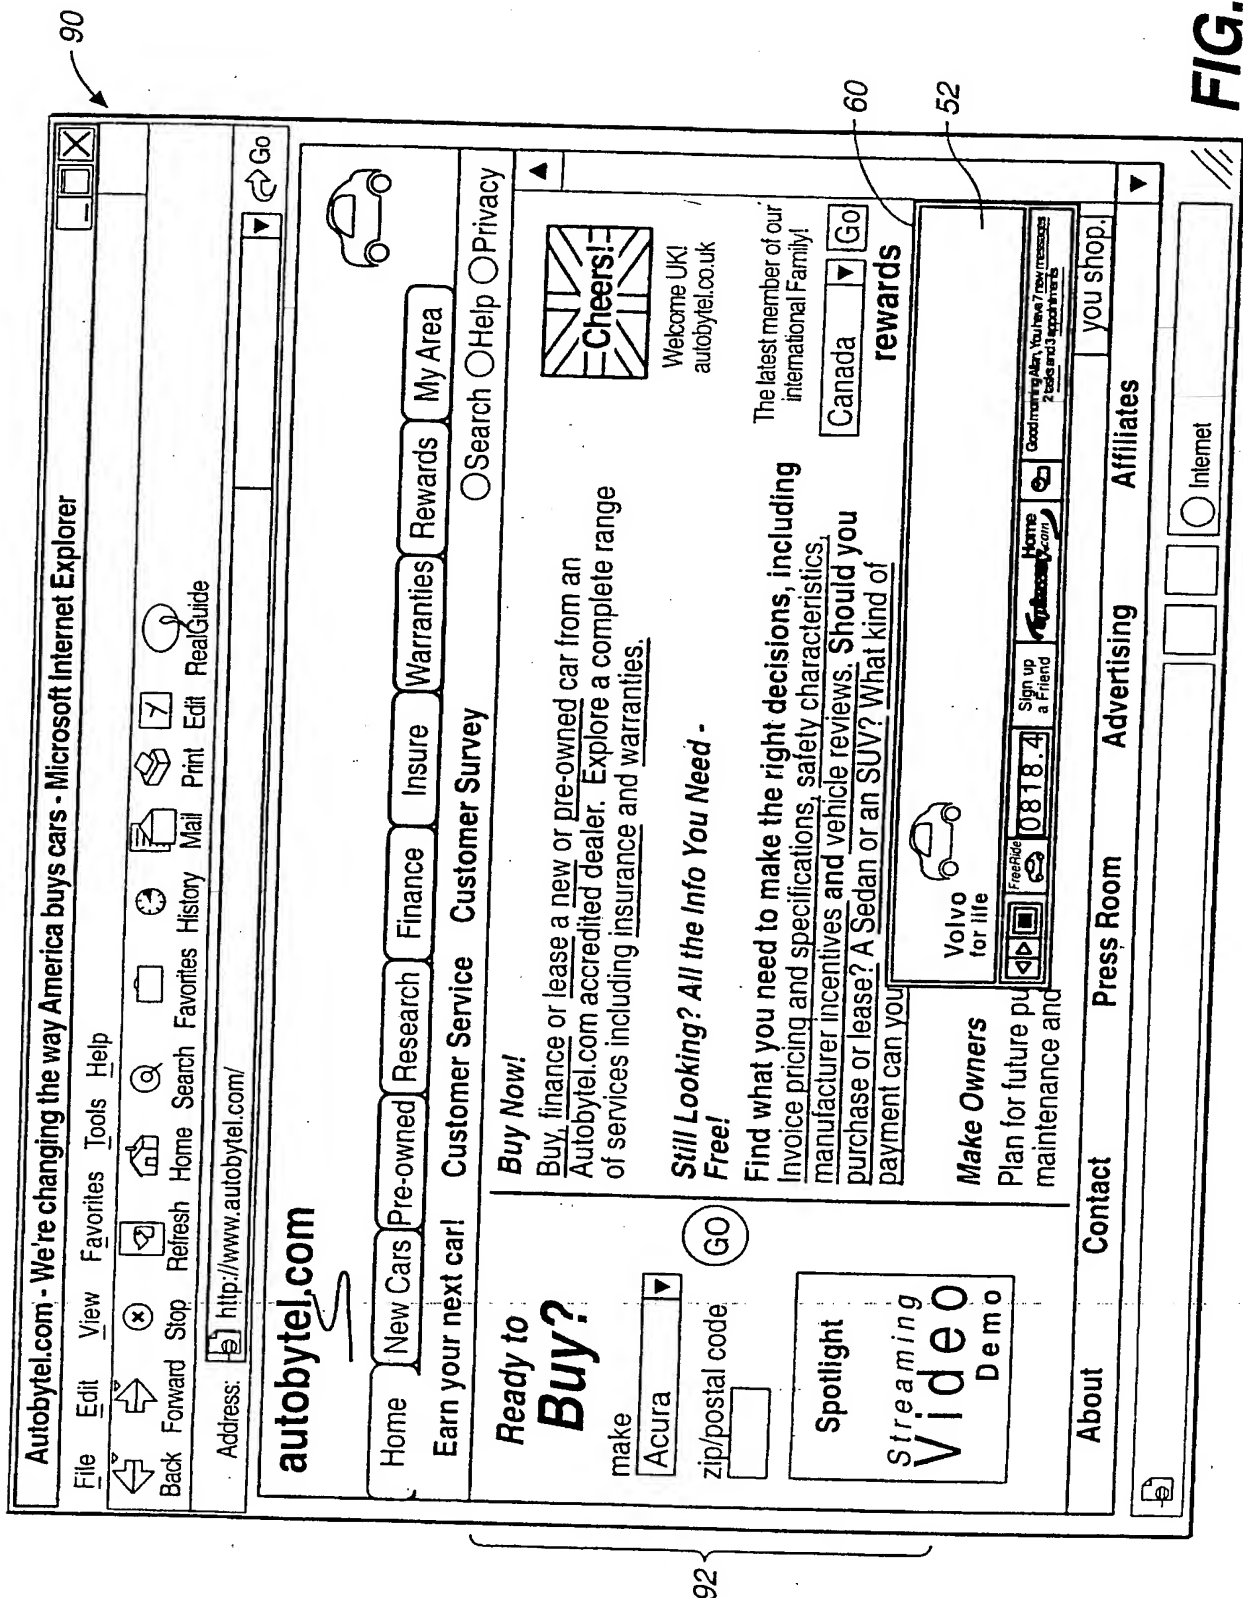 90
Autobytel.com - We're changing the way America buys cars - Microsoft Internet Explorer
File Edit View Favorites Tools Help
Back Forward Stop Refresh Home Search Favorites History Mail Print Edit RealGuide
Address: http://www.autobytel.com/ Go
autobytel.com
Home New Cars Pre-owned Research Finance Insure Warranties Rewards My Area
Earn your next car! Customer Service Customer Survey Search Help Privacy
Ready to
Buy?
make
Acura
zip/postal code
GO
Spotlight
Streaming
Video
Demo
Buy Now!
Buy, finance or lease a new or pre-owned car from an
Autobytel.com accredited dealer. Explore a complete range
of services including insurance and warranties.
Still Looking? All the Info You Need -
Free!
Find what you need to make the right decisions, including
Invoice pricing and specifications, safety characteristics,
manufacturer incentives and vehicle reviews. Should you
purchase or lease? A Sedan or an SUV? What kind of
payment can you
Make Owners
Plan for future pu
maintenance and
Cheers!
Welcome UK!
autobytel.co.uk
The latest member of our
international Family!
Canada Go
rewards
60
52
Volvo
for life
FreeRide
0818.4
Sign up
a Friend
Home
.com
Good morning Alan, You have 7 new messages
2 tasks and 3 appointments
you shop.
About Contact Press Room Advertising Affiliates
Internet
92
FIG.